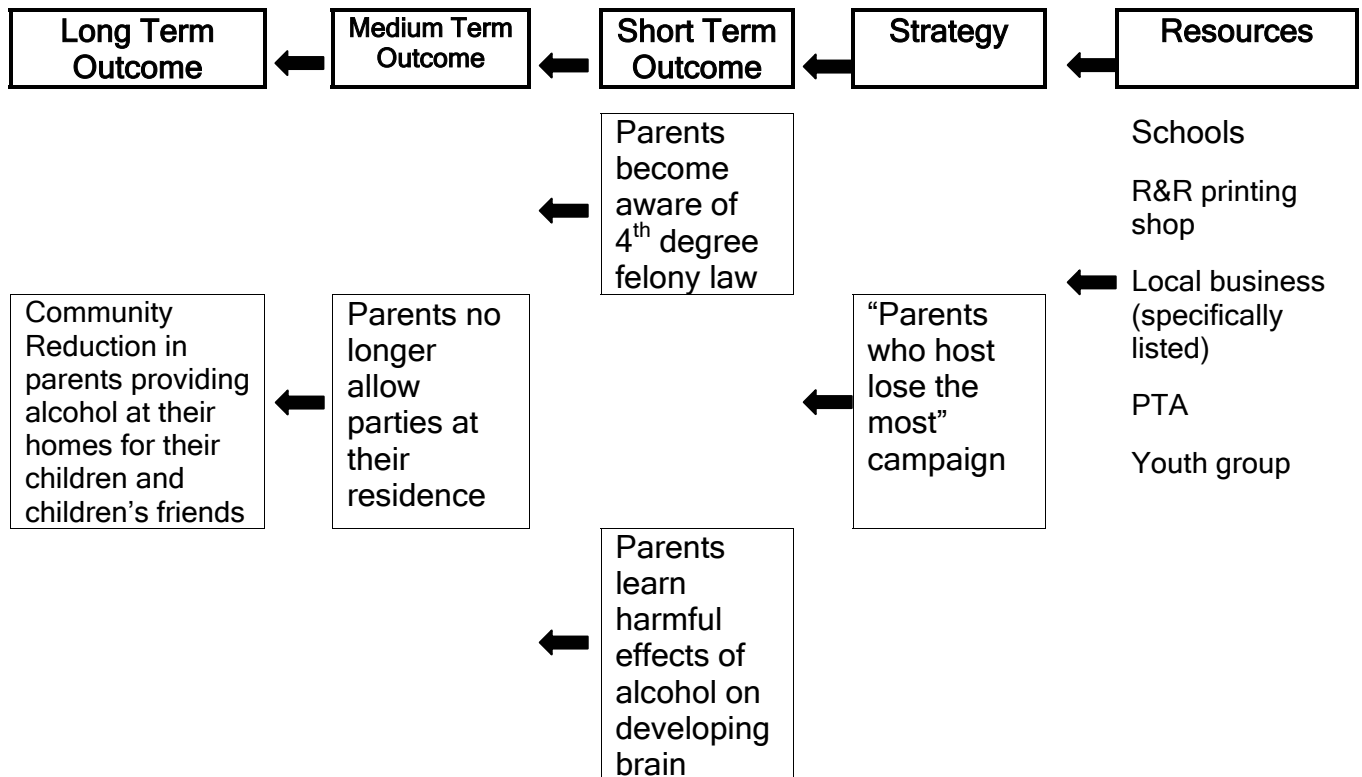 Long Term
Outcome
Medium Term
Outcome
Short Term
Outcome
Strategy
Resources
Parents
become
aware of
4th degree
felony law
Schools
R&R printing
shop
Local business
(specifically
listed)
PTA
Youth group
Community
Reduction in
parents providing
alcohol at their
homes for their
children and
children’s friends
Parents no
longer
allow
parties at
their
residence
“Parents
who host
lose the
most”
campaign
Parents
learn
harmful
effects of
alcohol on
developing
brain